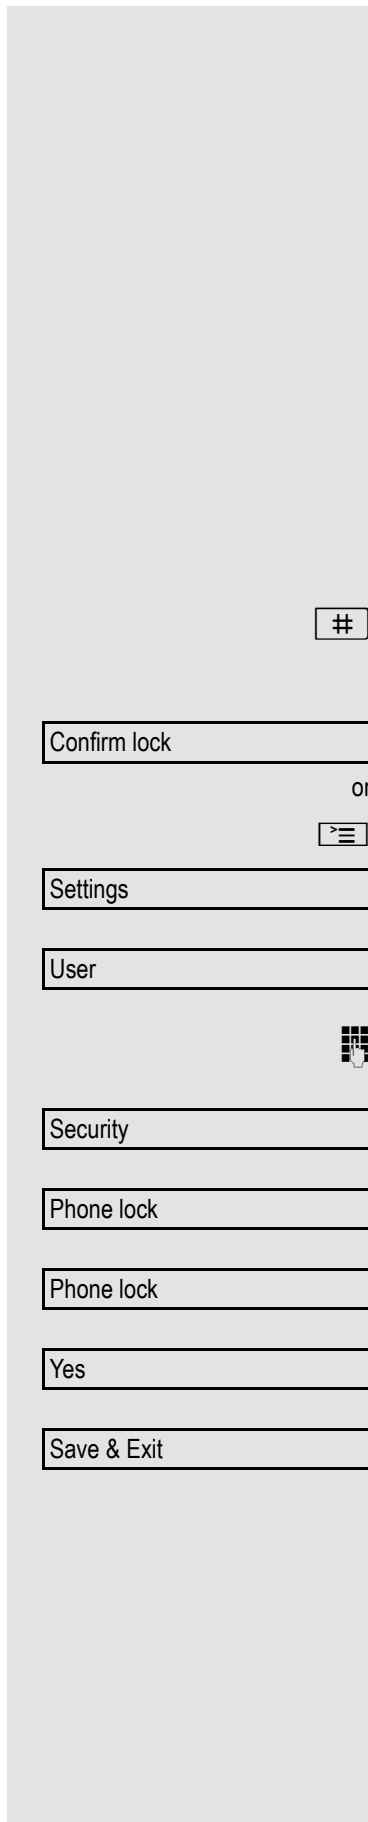 #
Confirm lock
or
Settings
User
Security
Phone lock
Phone lock
Yes
Save & Exit